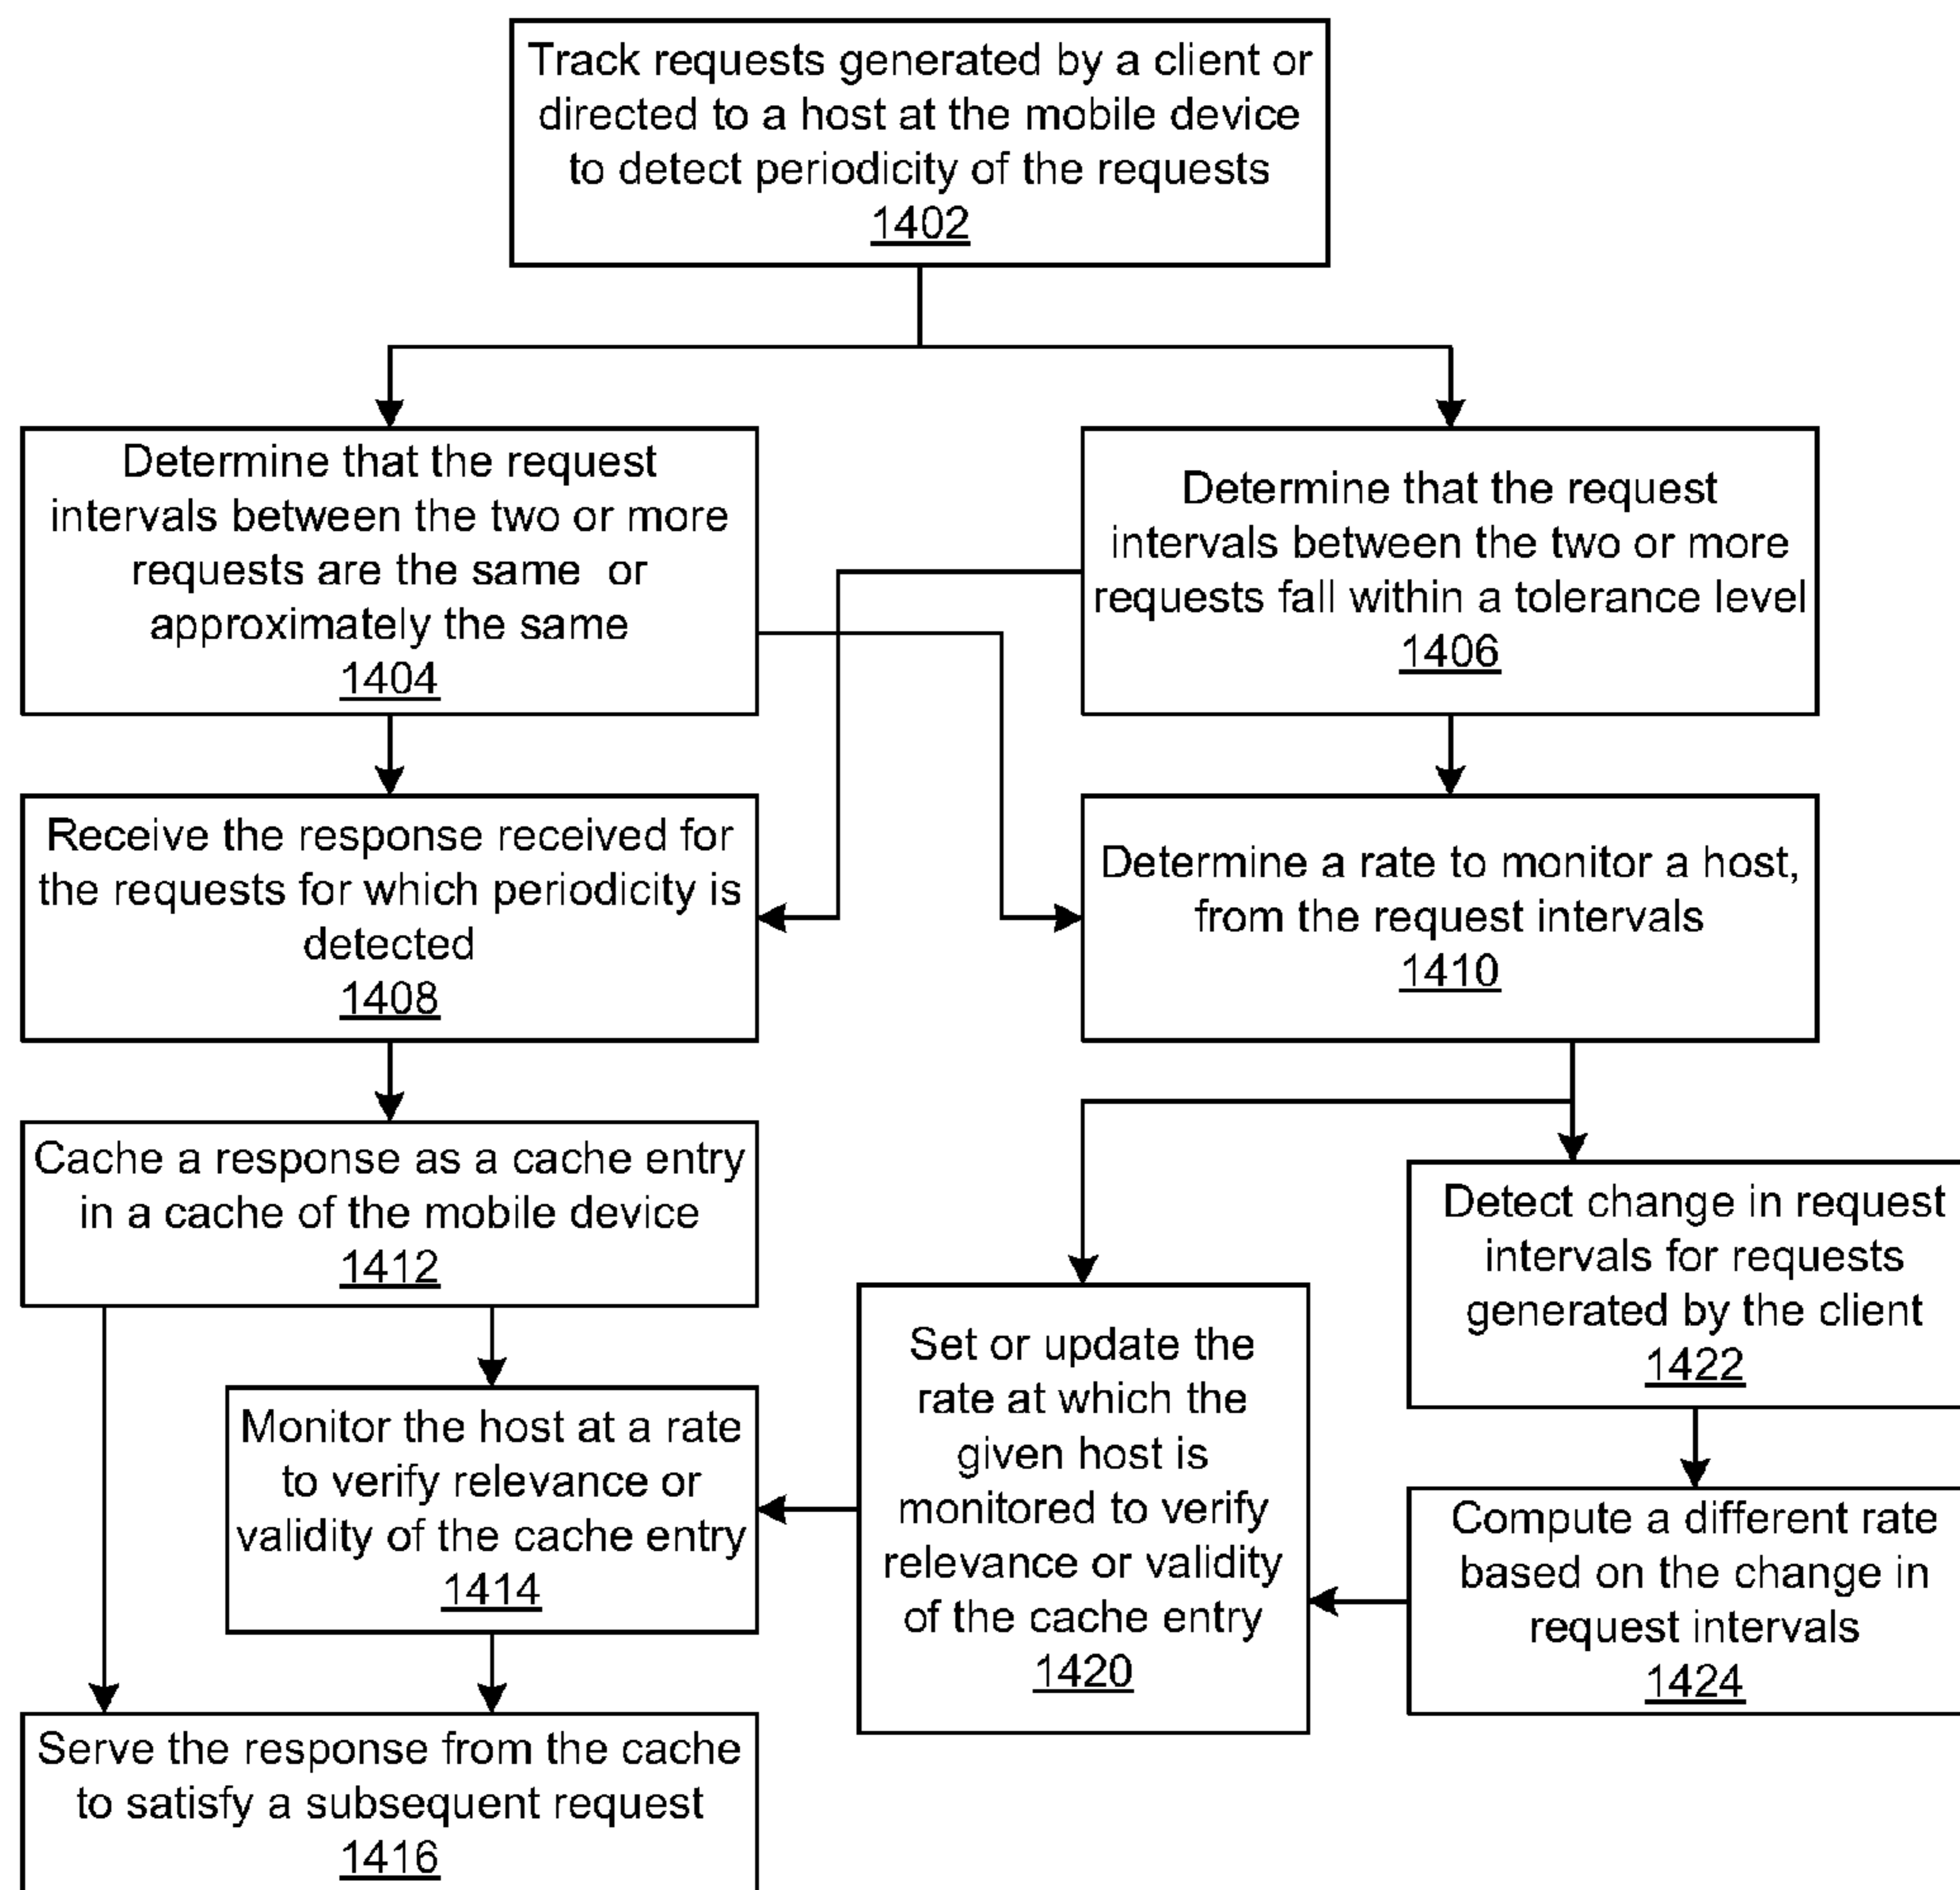 Track requests generated by a client or
directed to a host at the mobile device
to detect periodicity of the requests
1402
Determine that the request
intervals between the two or more
requests are the same or
approximately the same
1404
Determine that the request
intervals between the two or more
requests fall within a tolerance level
1406
Receive the response received for
the requests for which periodicity is
detected
1408
Determine a rate to monitor a host,
from the request intervals
1410
Cache a response as a cache entry
in a cache of the mobile device
1412
Detect change in request
intervals for requests
generated by the client
1422
Set or update the
rate at which the
given host is
monitored to verify
relevance or validity
of the cache entry
1420
Monitor the host at a rate
to verify relevance or
validity of the cache entry
1414
Compute a different rate
based on the change in
request intervals
1424
Serve the response from the cache
to satisfy a subsequent request
1416